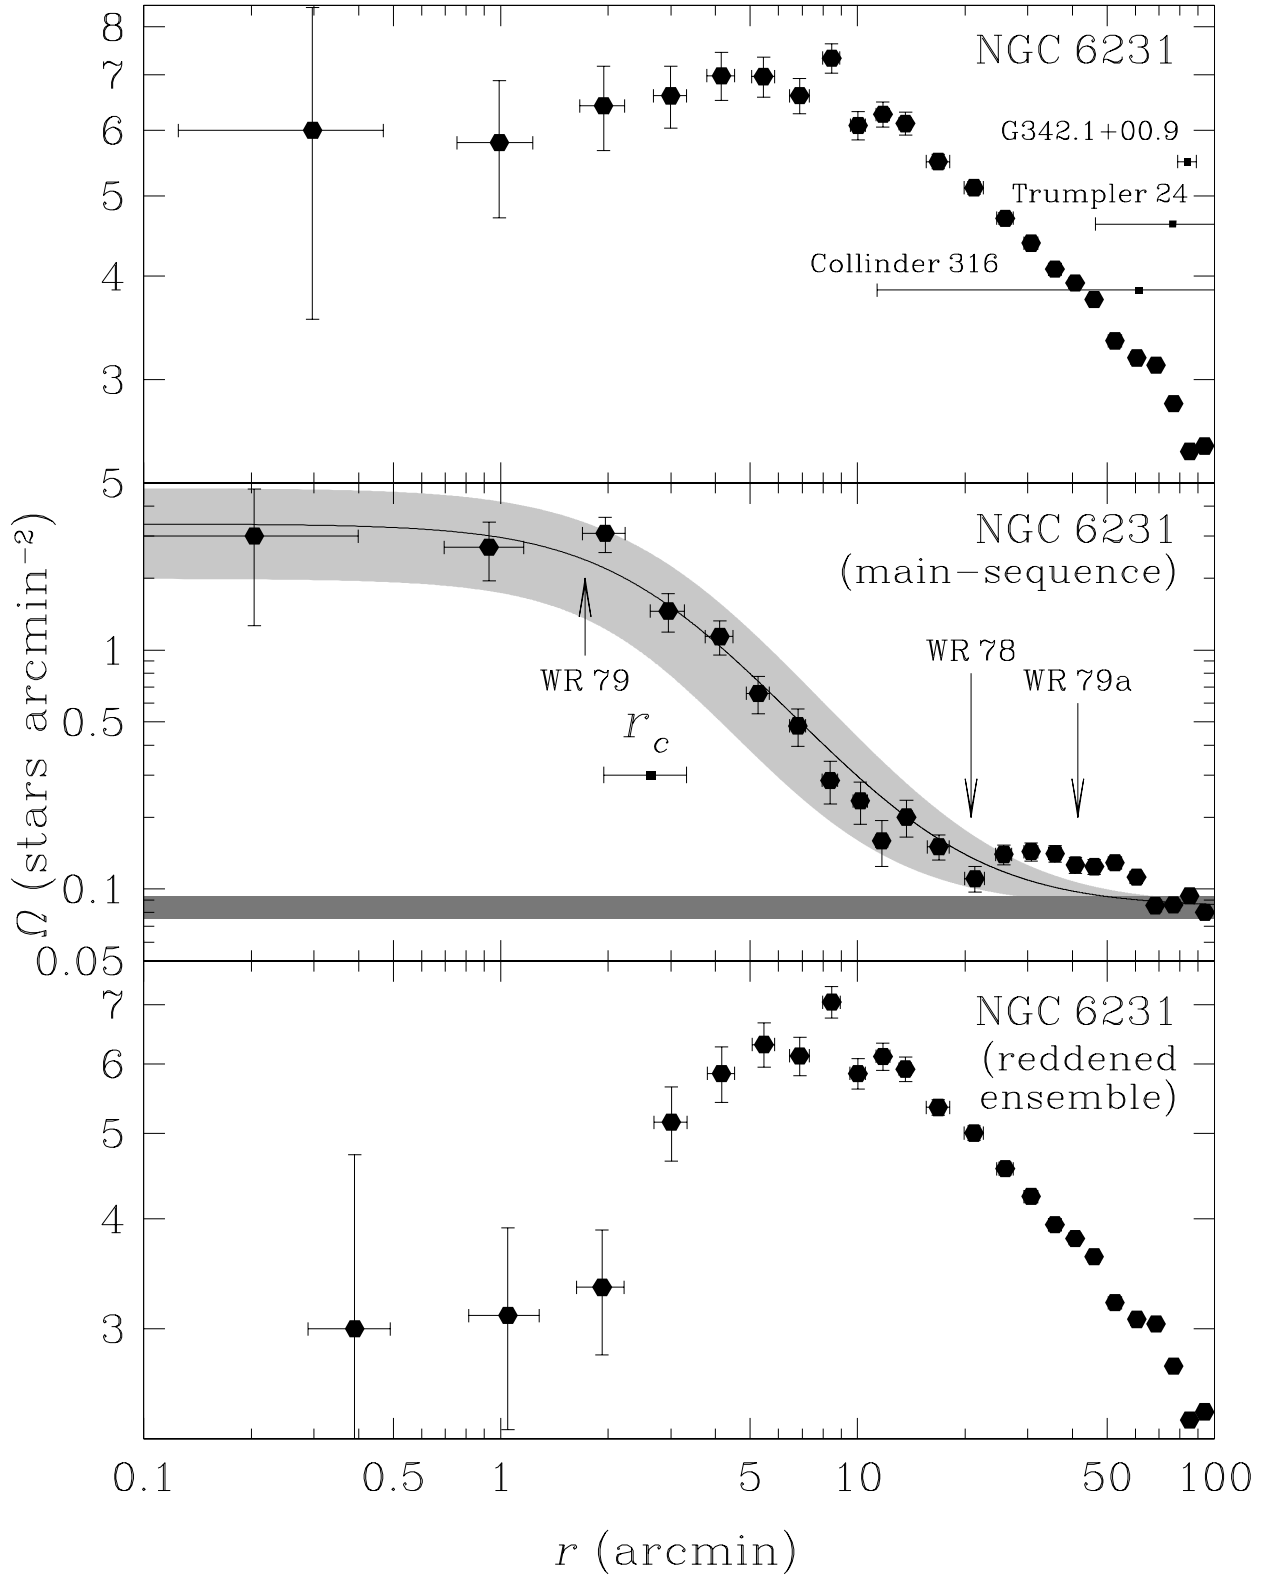 8
NGC 6231
7
G342.1+00.9
6
Trumpler 24
5
Collinder 316
4
3
5
NGC 6231
(main-sequence)
1
WR 79
WR 78
WR 79a
0.5
r_c
0.1
0.05
Ω (stars arcmin⁻²)
7
NGC 6231
6
(reddened
ensemble)
5
4
3
0.1 0.5 1 5 10 50 100
r (arcmin)